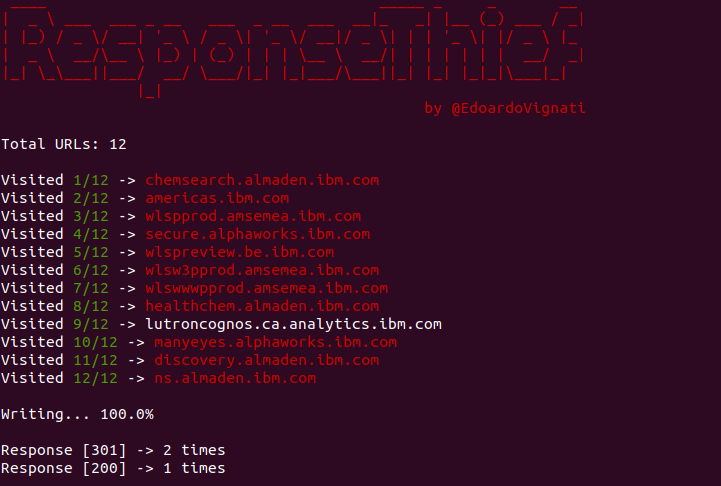 ResponseThief
by @EdoardoVignati
Total URLs: 12
Visited 1/12 -> chemsearch.almaden.ibm.com
Visited 2/12 -> americas.ibm.com
Visited 3/12 -> wlspprod.amsemea.ibm.com
Visited 4/12 -> secure.alphaworks.ibm.com
Visited 5/12 -> wlspreview.be.ibm.com
Visited 6/12 -> wlsw3pprod.amsemea.ibm.com
Visited 7/12 -> wlswwwpprod.amsemea.ibm.com
Visited 8/12 -> healthchem.almaden.ibm.com
Visited 9/12 -> lutroncognos.ca.analytics.ibm.com
Visited 10/12 -> manyeyes.alphaworks.ibm.com
Visited 11/12 -> discovery.almaden.ibm.com
Visited 12/12 -> ns.almaden.ibm.com
Writing... 100.0%
Response [301] -> 2 times
Response [200] -> 1 times